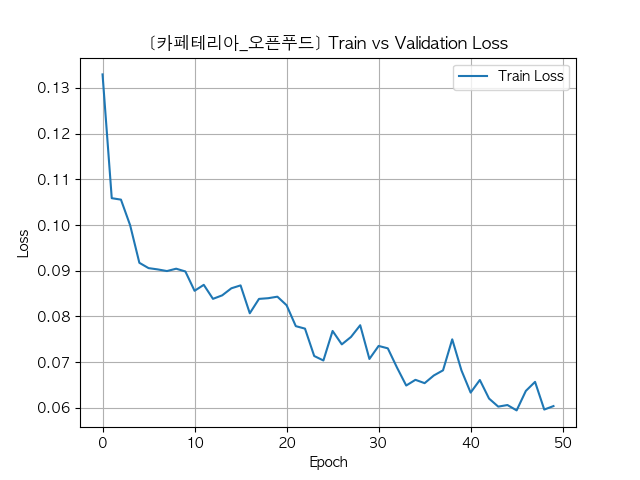 [카페테리아_오픈푸드] Train vs Validation Loss
Train Loss
0.13
0.12
0.11
0.10
0.09
0.08
0.07
0.06
Loss
0 10 20 30 40 50
Epoch